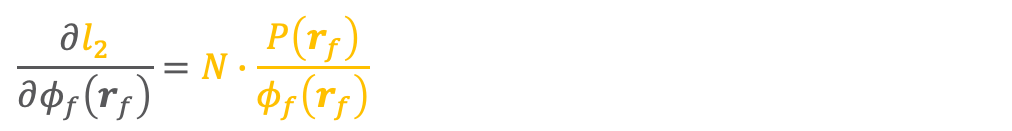 ∂l₂/∂ϕ_f(r_f) = N · P(r_f)/ϕ_f(r_f)